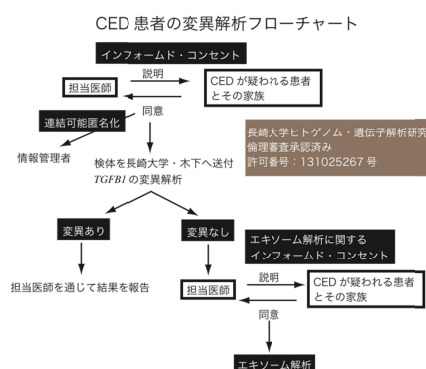 CED 患者の変異解析フローチャート
インフォームド・コンセント
担当医師
説明
同意
CED が疑われる患者
とその家族
連結可能匿名化
情報管理者
検体を長崎大学・木下へ送付
TGFB1 の変異解析
長崎大学ヒトゲノム・遺伝子解析研究
倫理審査承認済み
許可番号：131025267 号
変異あり
変異なし
担当医師を通じて結果を報告
エキソーム解析に関する
インフォームド・コンセント
担当医師
説明
同意
CED が疑われる患者
とその家族
エキソーム解析